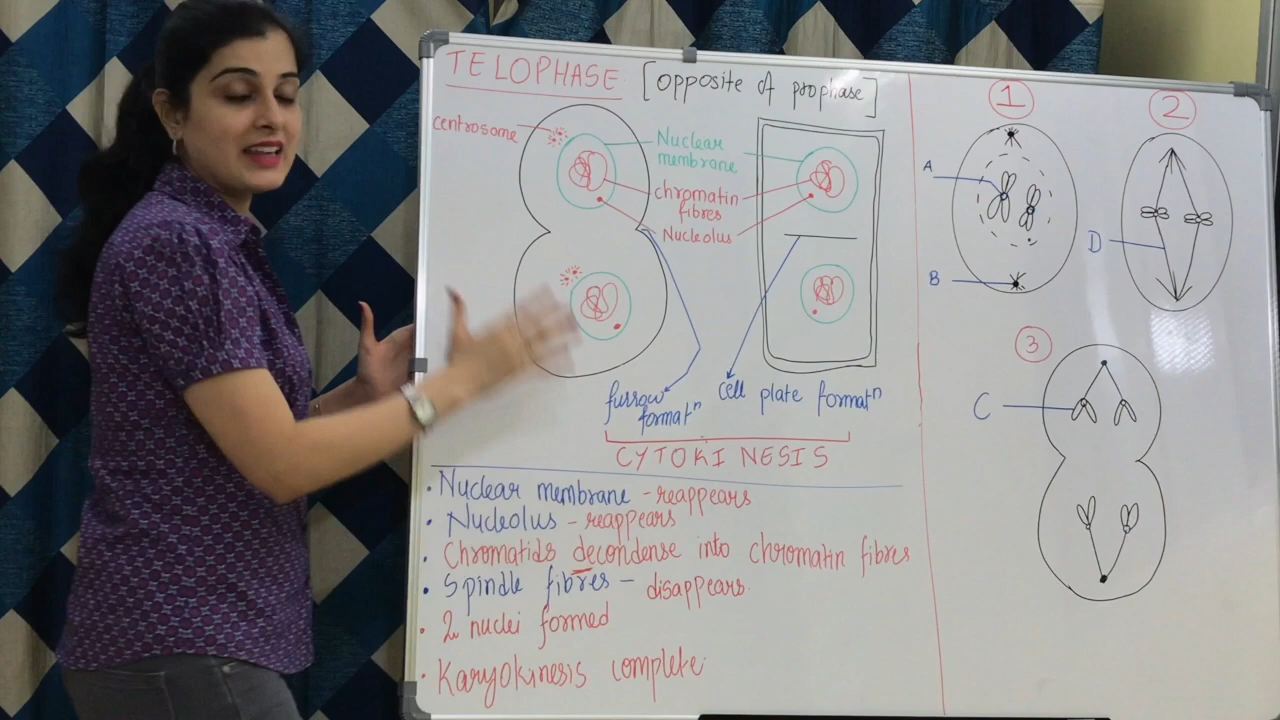 TELOPHASE [opposite of prophase]
centrosome
Nuclear
membrane
chromatin
fibres
Nucleolus
furrow
formatⁿ
cell plate formatⁿ
CYTOKINESIS
• Nuclear membrane - reappears
• Nucleolus - reappears
• Chromatids decondense into chromatin fibres
• Spindle fibres - disappears.
• 2 nuclei formed
• Karyokinesis complete
1
2
A
B
D
3
C